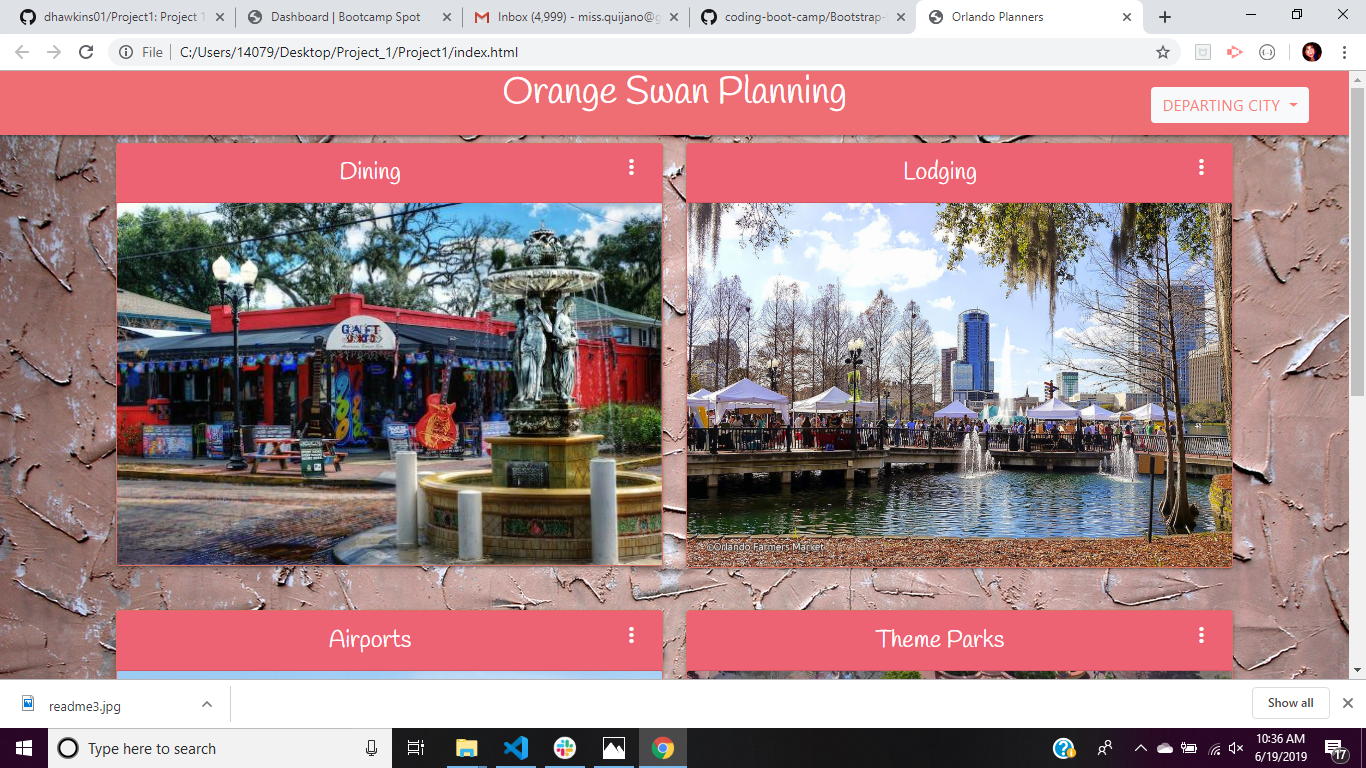 dhawkins01/Project1: Project 1
Dashboard | Bootcamp Spot
Inbox (4,999) - miss.quijano@g
coding-boot-camp/Bootstrap-
Orlando Planners
File
C:/Users/14079/Desktop/Project_1/Project1/index.html
Orange Swan Planning
DEPARTING CITY
Dining
Lodging
©Orlando Farmers Market
Airports
Theme Parks
readme3.jpg
Show all
Type here to search
10:36 AM
6/19/2019
17